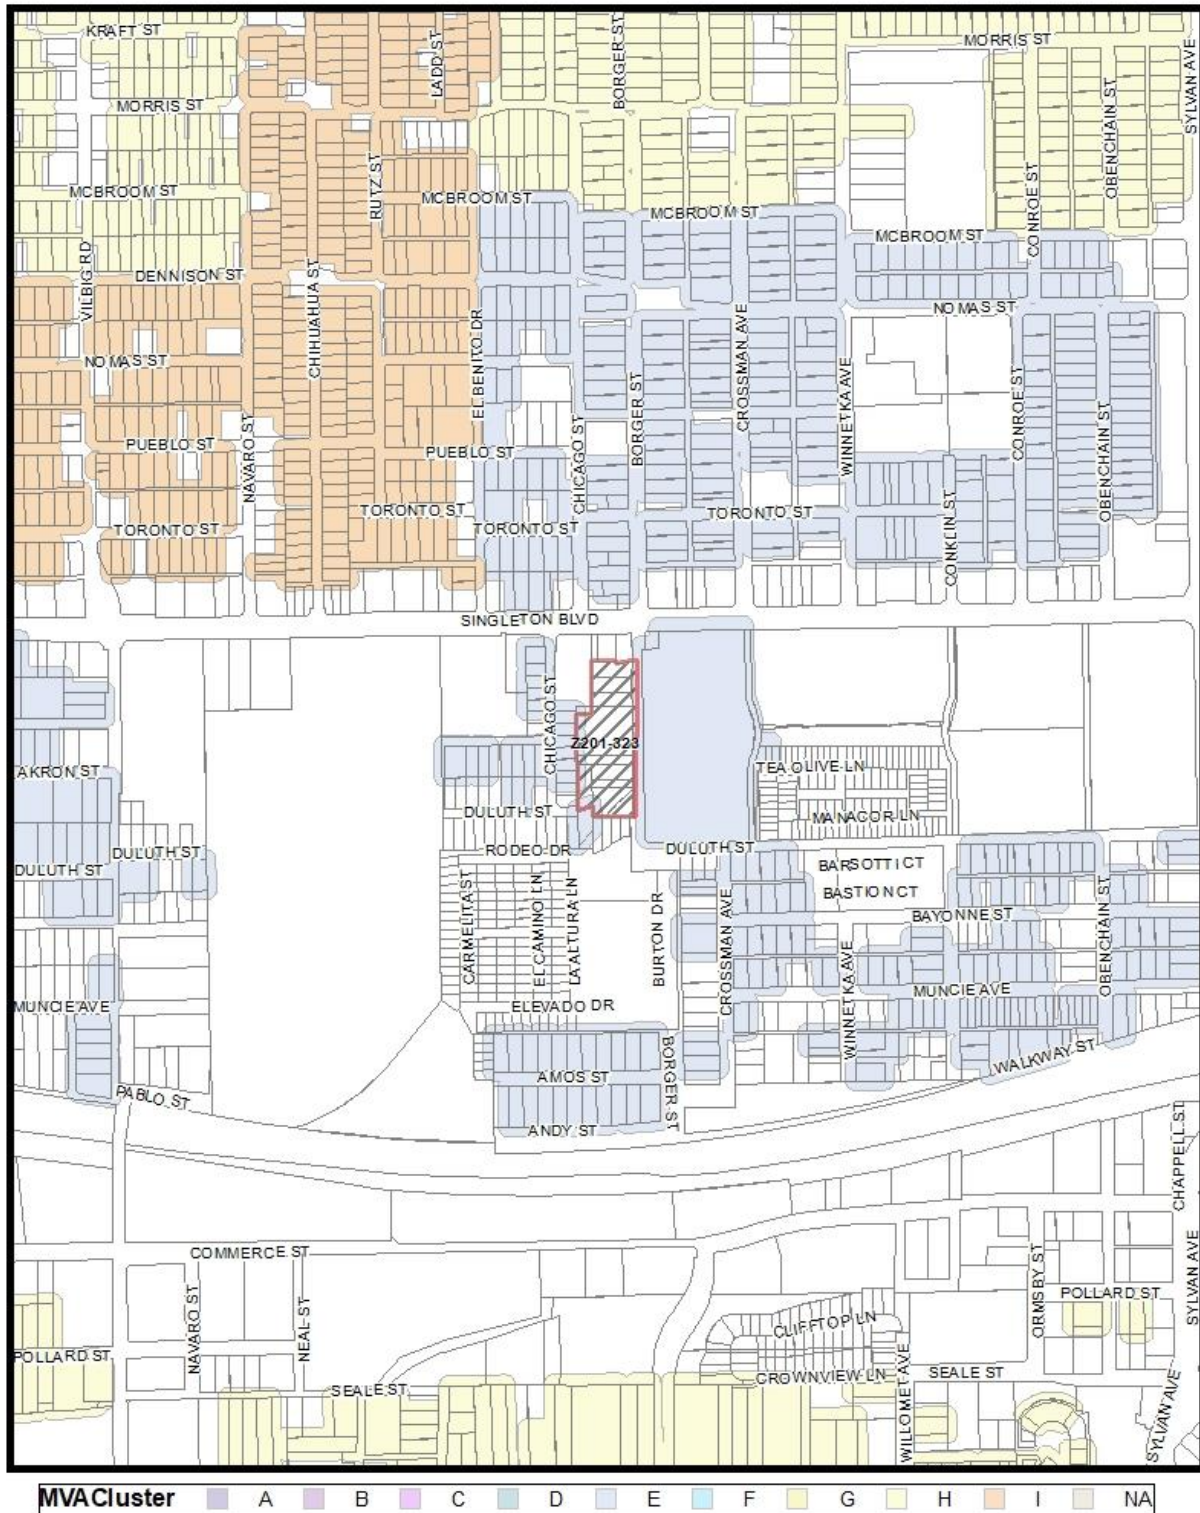 KRAFT ST
LADD ST
BORGER ST
MORRIS ST
SYLVAN AVE
MORRIS ST
OBENCHAIN ST
RUTZ ST
MCBROOM ST
MCBROOM ST
MCBROOM ST
CONROE ST
MCBROOM ST
VILBIG RD
DENNISON ST
CHIHUAHUA ST
EL BENITO DR
CROSSMAN AVE
NOMAS ST
NOMAS ST
WINNETKA AVE
CONROE ST
NAVARO ST
PUEBLO ST
PUEBLO ST
CHICAGO ST
BORGER ST
OBENCHAIN ST
TORONTO ST
TORONTO ST
TORONTO ST
TORONTO ST
CONKLIN ST
SINGLETON BLVD
CHICAGO ST
Z201-323
AKRON ST
TEA OLIVE LN
DULUTH ST
MANACOR LN
DULUTH ST
RODEO DR
DULUTH ST
DULUTH ST
BARSOTTI CT
BASTION CT
CARMELITA ST
EL CAMINO LN
LA ALTURA LN
BURTON DR
CROSSMAN AVE
BAYONNE ST
OBENCHAIN ST
WINNETKA AVE
MUNCIE AVE
MUNCIE AVE
ELEVADO DR
BORGER ST
WALKWAY ST
AMOS ST
PABLO ST
ANDY ST
CHAPPELL ST
COMMERCE ST
SYLVAN AVE
NAVARO ST
NEAL ST
ORMSBY ST
POLLARD ST
CLIFFTOP LN
POLLARD ST
SEALE ST
CROWNVIEW LN
WILLOMET AVE
SEALE ST
SYLVAN AVE
MVACluster A B C D E F G H I NA